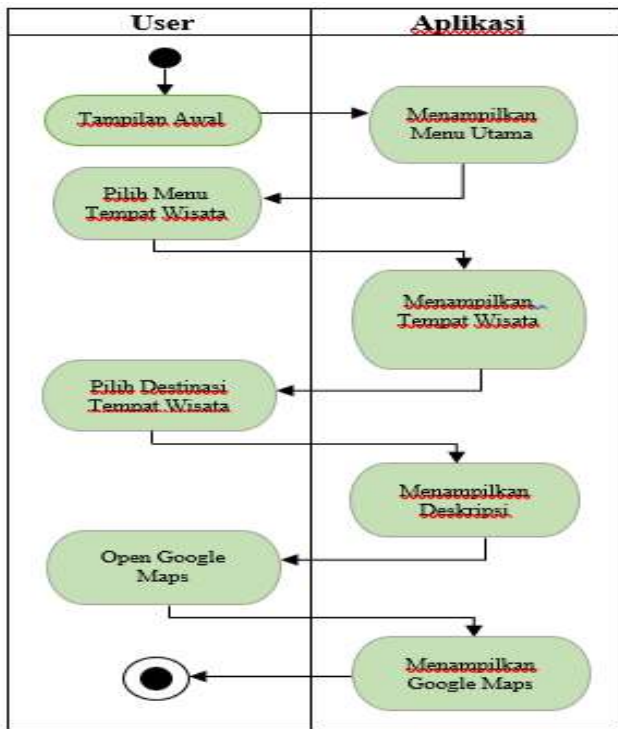 User
Aplikasi
Tampilan Awal
Menampilkan
Menu Utama
Pilih Menu
Tempat Wisata
Menampilkan
Tempat Wisata
Pilih Destinasi
Tempat Wisata
Menampilkan
Deskripsi
Open Google
Maps
Menampilkan
Google Maps